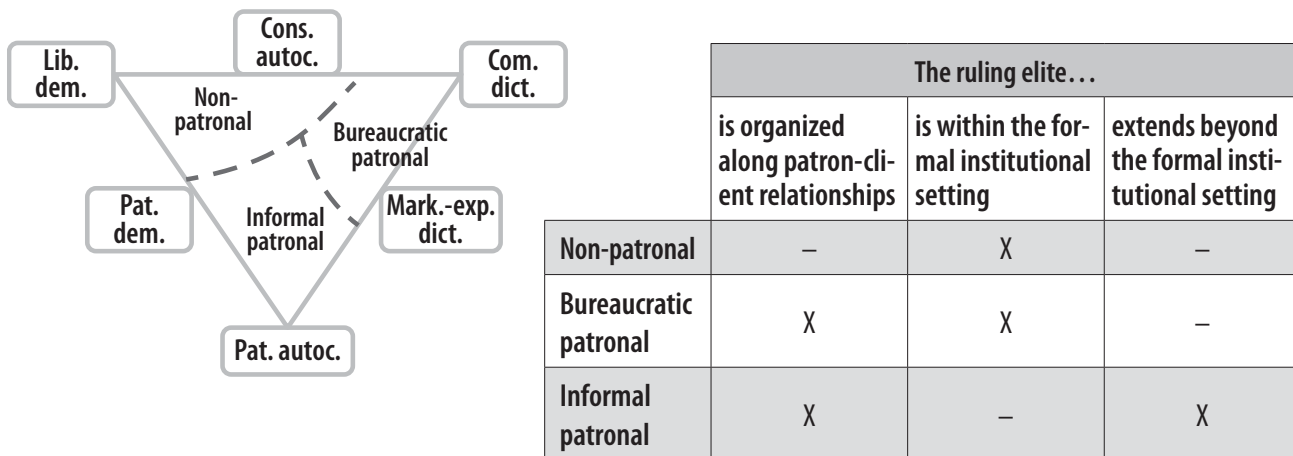 Cons.
autoc.
Lib.
dem.
Com.
dict.
Non-
patronal
Bureaucratic
patronal
Pat.
dem.
Informal
patronal
Mark.-exp.
dict.
Pat. autoc.
The ruling elite…
is organized
along patron-cli-
ent relationships
is within the for-
mal institutional
setting
extends beyond
the formal insti-
tutional setting
Non-patronal – X –
Bureaucratic
patronal
X X –
Informal
patronal
X – X